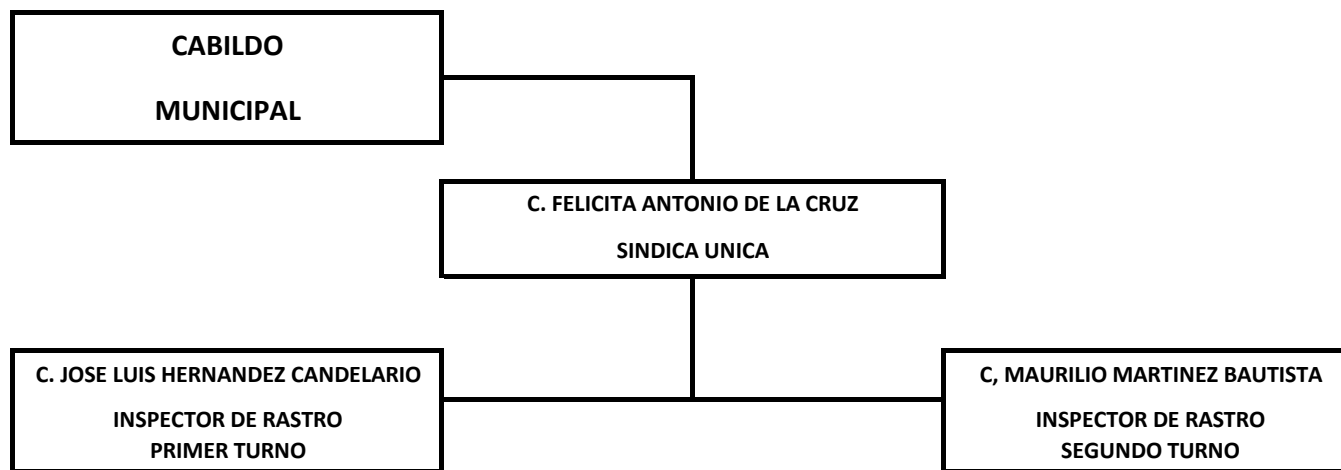 CABILDO
MUNICIPAL
C. FELICITA ANTONIO DE LA CRUZ
SINDICA UNICA
C. JOSE LUIS HERNANDEZ CANDELARIO
INSPECTOR DE RASTRO
PRIMER TURNO
C, MAURILIO MARTINEZ BAUTISTA
INSPECTOR DE RASTRO
SEGUNDO TURNO